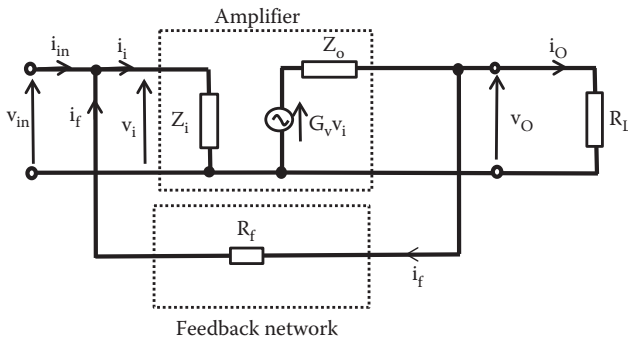 Amplifier
i_in
i_i
Z_o
i_O
v_in
i_f
v_i
Z_i
G_v v_i
v_O
R_L
R_f
i_f
Feedback network